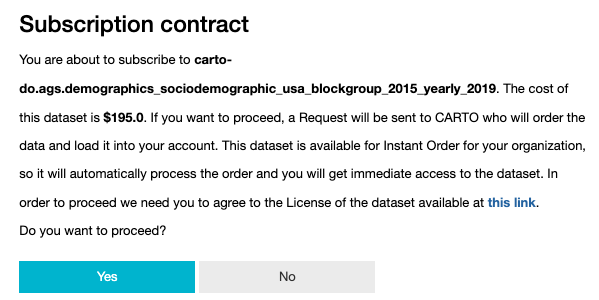 Subscription contract
You are about to subscribe to carto-
do.ags.demographics_sociodemographic_usa_blockgroup_2015_yearly_2019. The cost of
this dataset is $195.0. If you want to proceed, a Request will be sent to CARTO who will order the
data and load it into your account. This dataset is available for Instant Order for your organization,
so it will automatically process the order and you will get immediate access to the dataset. In
order to proceed we need you to agree to the License of the dataset available at this link.
Do you want to proceed?
Yes
No